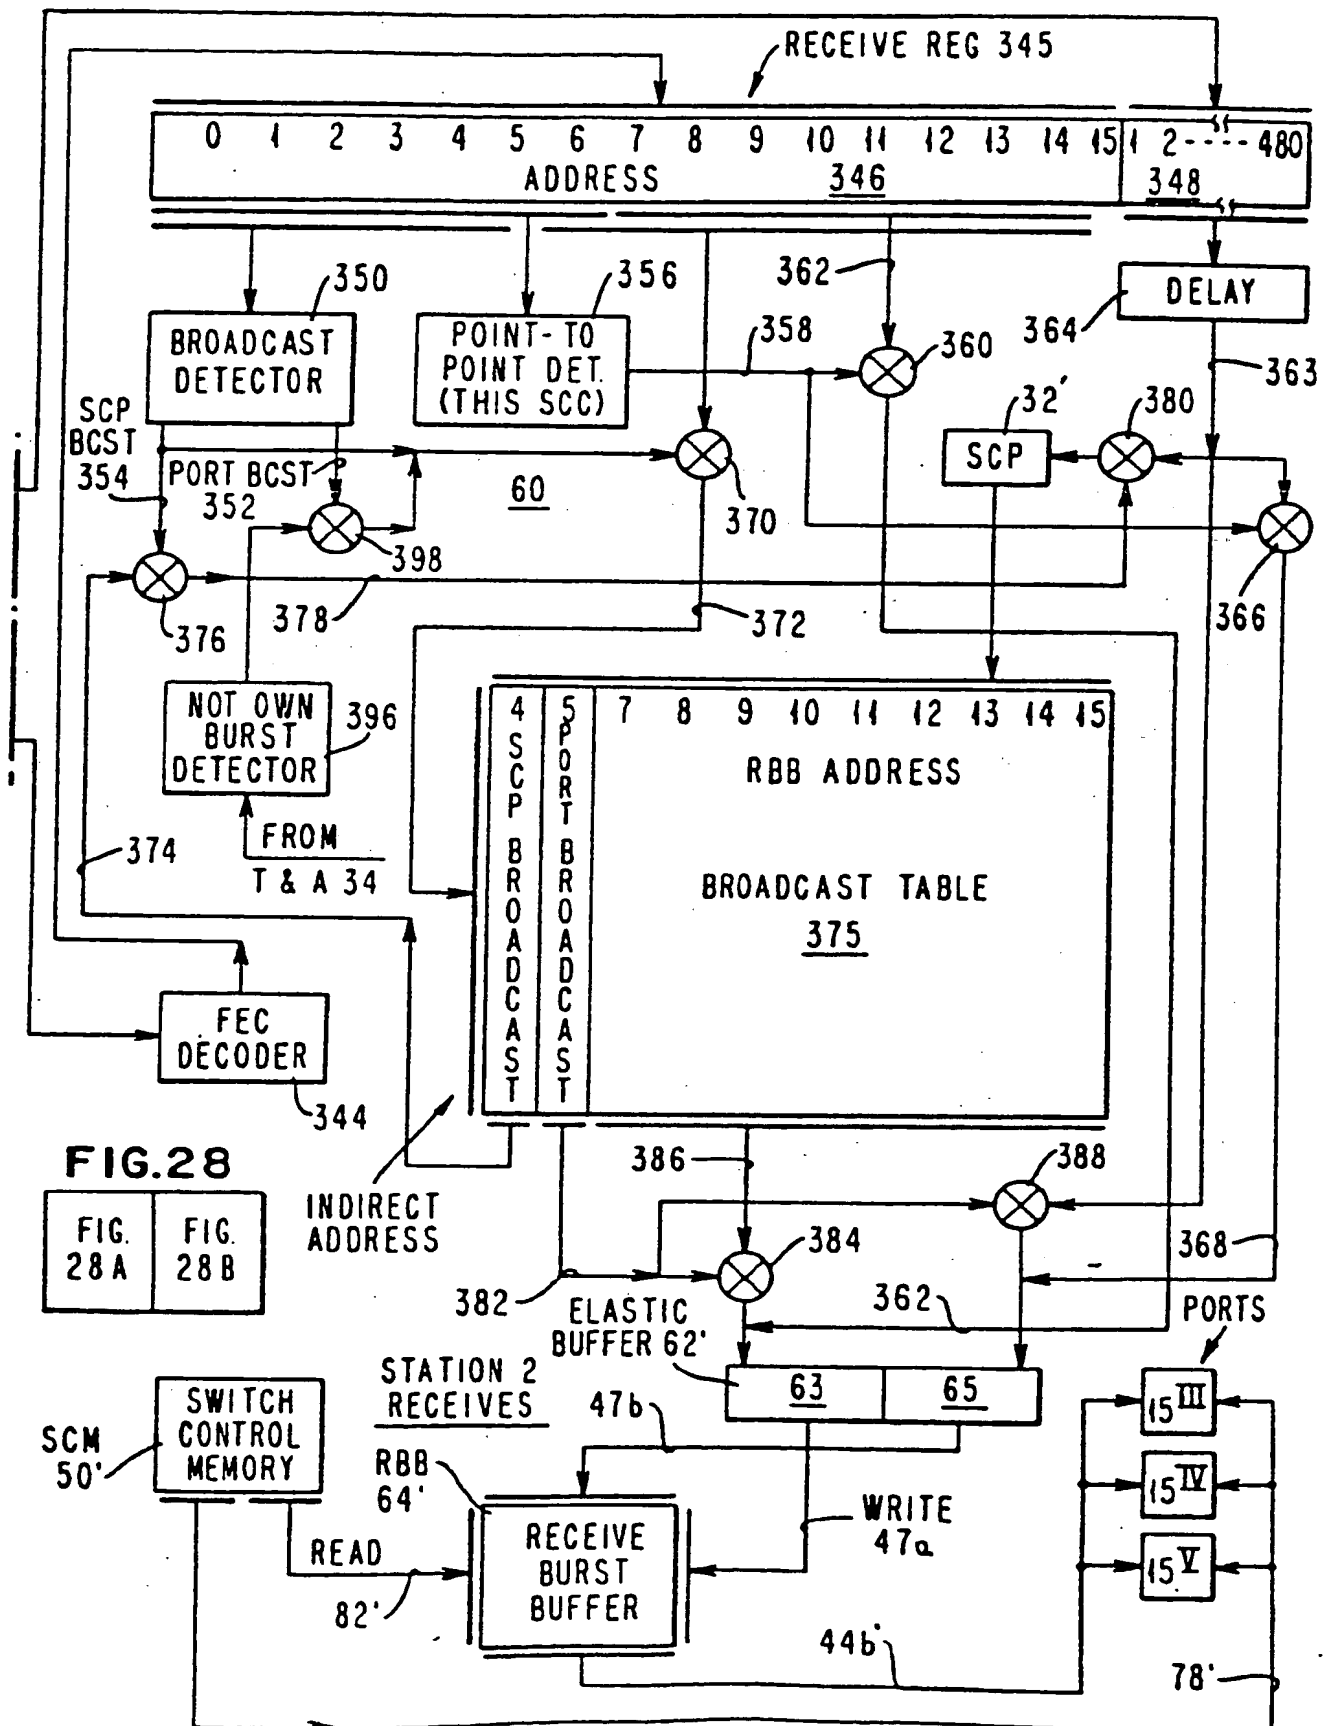 RECEIVE REG 345
0 1 2 3 4 5 6 7 8 9 10 11 12 13 14 15 1 2 ---- 480
ADDRESS 346 348
350
356
362
DELAY
364
BROADCAST
DETECTOR
POINT-TO
POINT DET.
(THIS SCC)
358
360
363
SCP
BCST
354
PORT BCST
352
32'
380
SCP
60
370
398
366
376
378
372
NOT OWN
BURST
DETECTOR
396
4 5 7 8 9 10 11 12 13 14 15
SCP BROADCAST
PORT BROADCAST
RBB ADDRESS
374
FROM
T & A 34
BROADCAST TABLE
375
FEC
DECODER
344
FIG.28
386
388
INDIRECT
ADDRESS
FIG.
28A
FIG.
28B
384
368
382
362
ELASTIC
BUFFER 62'
PORTS
STATION 2
RECEIVES
63
65
15III
SWITCH
CONTROL
MEMORY
47b
SCM
50'
RBB
64'
15IV
WRITE
47a
READ
RECEIVE
BURST
BUFFER
15V
82'
44b'
78'